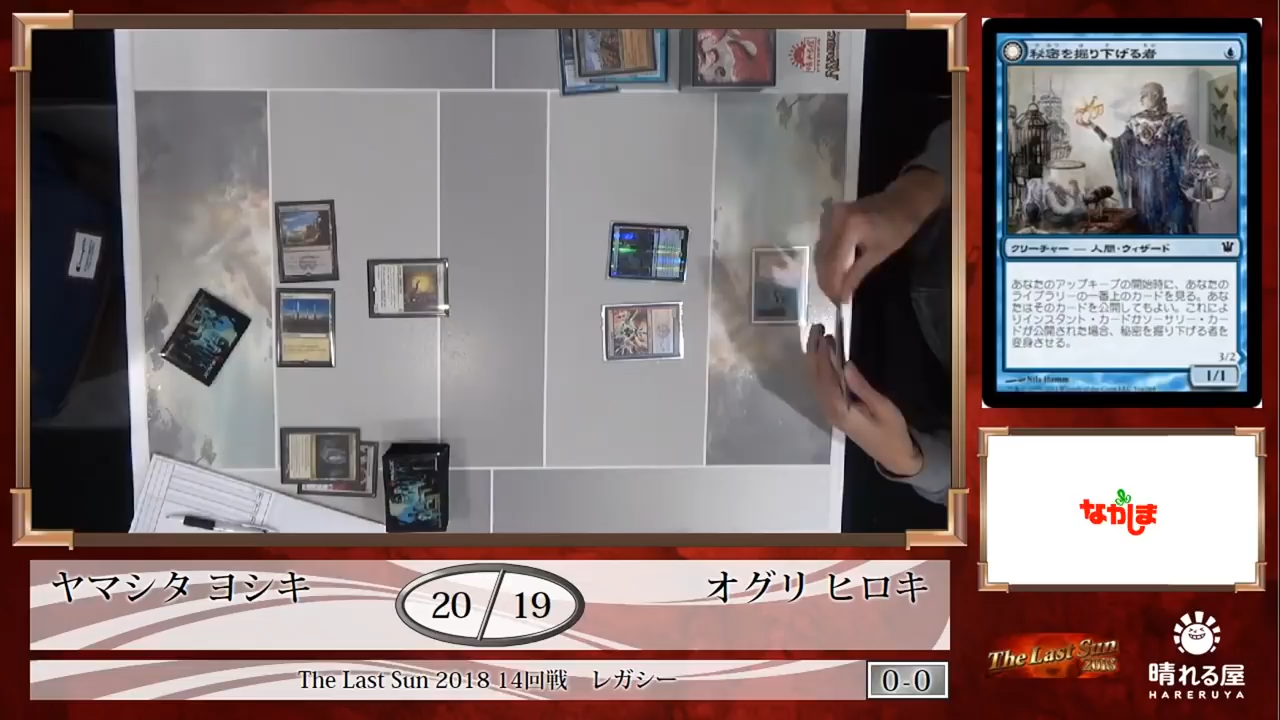 秘密を掘り下げる者
クリーチャー — 人間・ウィザード
あなたのアップキープの開始時に、あなたの
ライブラリーの一番上のカードを見る。あな
たはそのカードを公開してもよい。これによ
りインスタント・カードかソーサリー・カー
ドが公開された場合、秘密を掘り下げる者を
変身させる。
3/2
1/1
なかしま
ヤマシタ ヨシキ
20/19
オグリ ヒロキ
The Last Sun 2018 14回戦 レガシー
0-0
The Last Sun
2018
晴れる屋
HARERUYA